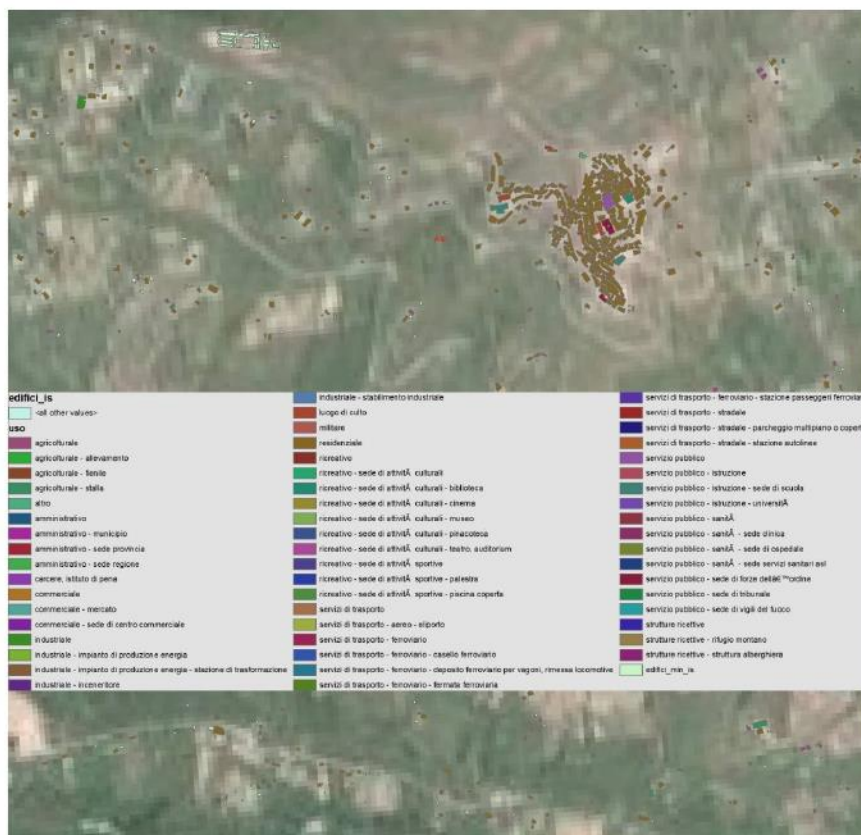 edifici_is
<all other values>
uso
agricolturale
agricolturale - allevamento
agricolturale - fienile
agricolturale - stalla
altro
amministrativo
amministrativo - municipio
amministrativo - sede provincia
amministrativo - sede regione
carcere, istituto di pena
commerciale
commerciale - mercato
commerciale - sede di centro commerciale
industriale
industriale - impianto di produzione energia
industriale - impianto di produzione energia - stazione di trasformazione
industriale - inceneritore
industriale - stabilimento industriale
luogo di culto
militare
residenziale
ricreativo
ricreativo - sede di attivitÃ culturali
ricreativo - sede di attivitÃ culturali - biblioteca
ricreativo - sede di attivitÃ culturali - cinema
ricreativo - sede di attivitÃ culturali - museo
ricreativo - sede di attivitÃ culturali - pinacoteca
ricreativo - sede di attivitÃ culturali - teatro, auditorium
ricreativo - sede di attivitÃ sportive
ricreativo - sede di attivitÃ sportive - palestra
ricreativo - sede di attivitÃ sportive - piscina coperta
servizi di trasporto
servizi di trasporto - aereo - eliporto
servizi di trasporto - ferroviario
servizi di trasporto - ferroviario - casello ferroviario
servizi di trasporto - ferroviario - deposito ferroviario per vagoni, rimessa locomotive
servizi di trasporto - ferroviario - fermata ferroviaria
servizi di trasporto - ferroviario - stazione passeggeri ferroviaria
servizi di trasporto - stradale
servizi di trasporto - stradale - parcheggio multipiano o coperto
servizi di trasporto - stradale - stazione autolinee
servizio pubblico
servizio pubblico - istruzione
servizio pubblico - istruzione - sede di scuola
servizio pubblico - istruzione - universitÃ
servizio pubblico - sanitÃ
servizio pubblico - sanitÃ - sede clinica
servizio pubblico - sanitÃ - sede di ospedale
servizio pubblico - sanitÃ - sede servizi sanitari asl
servizio pubblico - sede di forze dellâ€™ordine
servizio pubblico - sede di tribunale
servizio pubblico - sede di vigili del fuoco
strutture ricettive
strutture ricettive - rifugio montano
strutture ricettive - struttura alberghiera
edifici_min_is